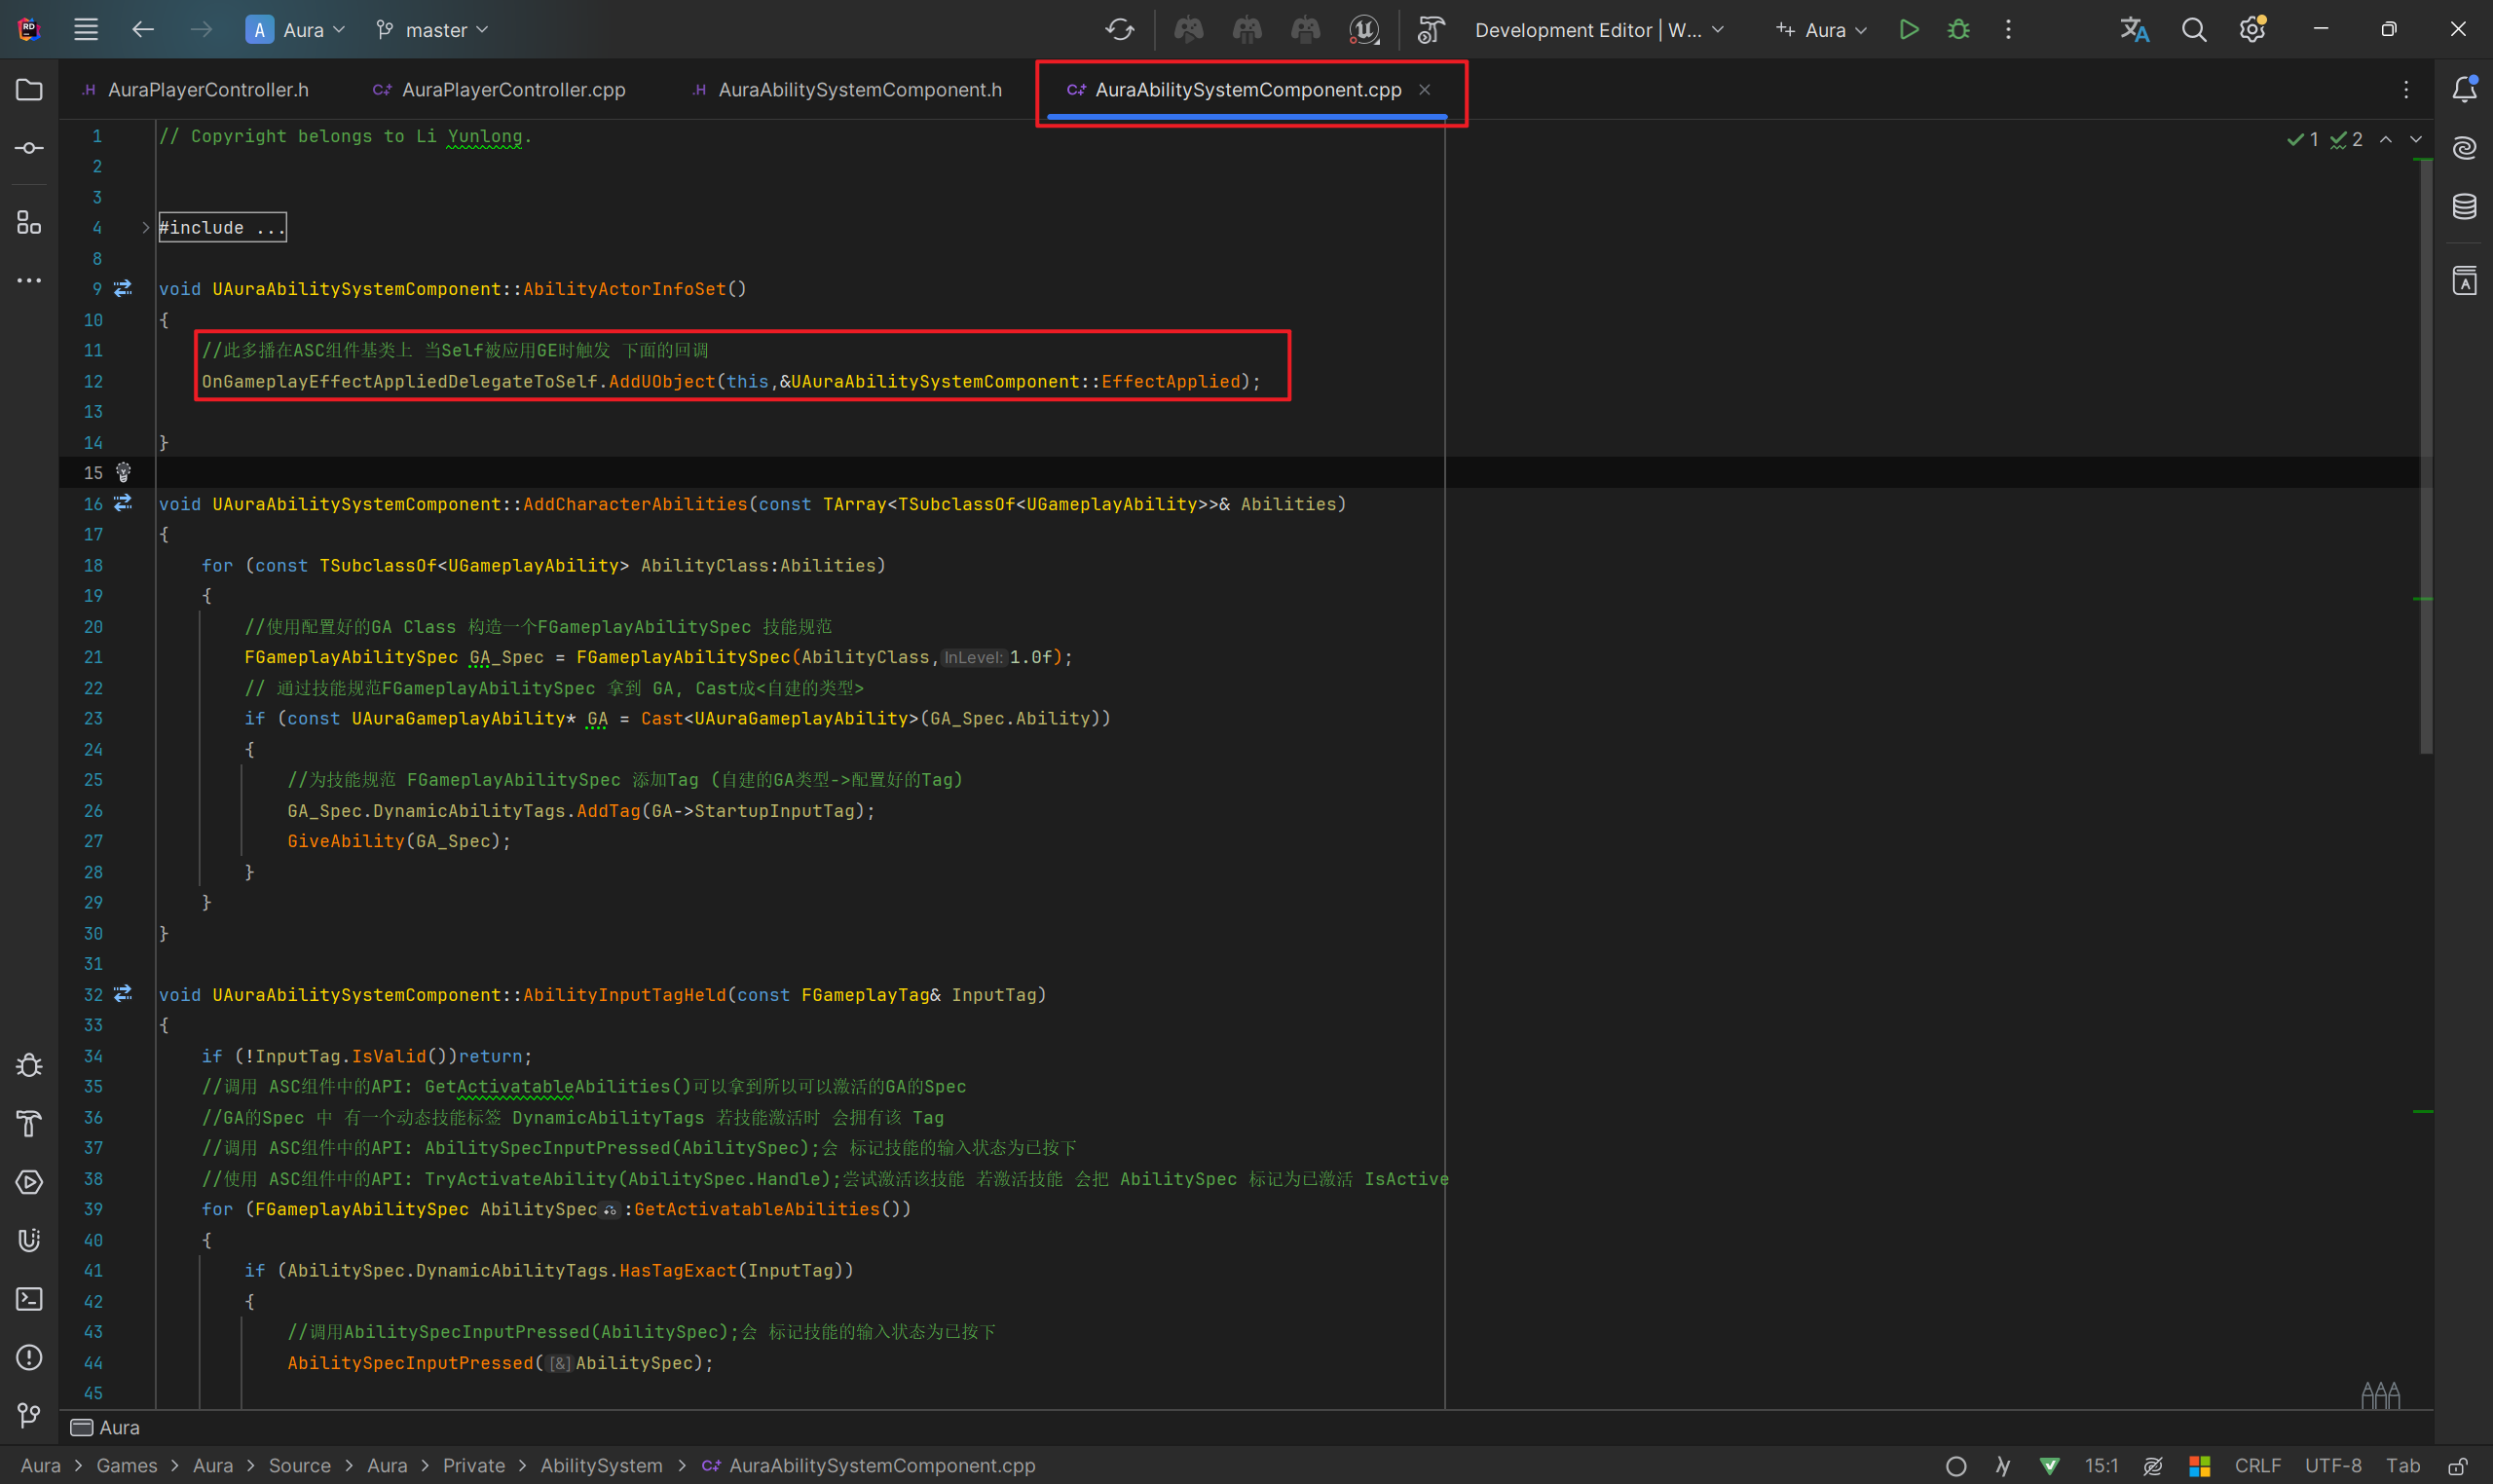 A Aura master Development Editor | W... Aura
AuraPlayerController.h AuraPlayerController.cpp AuraAbilitySystemComponent.h AuraAbilitySystemComponent.cpp
1 // Copyright belongs to Li Yunlong. 1 2
2
3
4 #include ...
8
9 void UAuraAbilitySystemComponent::AbilityActorInfoSet()
10 {
11 //此多播在ASC组件基类上 当Self被应用GE时触发 下面的回调
12 OnGameplayEffectAppliedDelegateToSelf.AddUObject(this,&UAuraAbilitySystemComponent::EffectApplied);
13
14 }
15
16 void UAuraAbilitySystemComponent::AddCharacterAbilities(const TArray<TSubclassOf<UGameplayAbility>>& Abilities)
17 {
18 for (const TSubclassOf<UGameplayAbility> AbilityClass:Abilities)
19 {
20 //使用配置好的GA Class 构造一个FGameplayAbilitySpec 技能规范
21 FGameplayAbilitySpec GA_Spec = FGameplayAbilitySpec(AbilityClass,InLevel:1.0f);
22 // 通过技能规范FGameplayAbilitySpec 拿到 GA, Cast成<自建的类型>
23 if (const UAuraGameplayAbility* GA = Cast<UAuraGameplayAbility>(GA_Spec.Ability))
24 {
25 //为技能规范 FGameplayAbilitySpec 添加Tag (自建的GA类型->配置好的Tag)
26 GA_Spec.DynamicAbilityTags.AddTag(GA->StartupInputTag);
27 GiveAbility(GA_Spec);
28 }
29 }
30 }
31
32 void UAuraAbilitySystemComponent::AbilityInputTagHeld(const FGameplayTag& InputTag)
33 {
34 if (!InputTag.IsValid())return;
35 //调用 ASC组件中的API: GetActivatableAbilities()可以拿到所以可以激活的GA的Spec
36 //GA的Spec 中 有一个动态技能标签 DynamicAbilityTags 若技能激活时 会拥有该 Tag
37 //调用 ASC组件中的API: AbilitySpecInputPressed(AbilitySpec);会 标记技能的输入状态为已按下
38 //使用 ASC组件中的API: TryActivateAbility(AbilitySpec.Handle);尝试激活该技能 若激活技能 会把 AbilitySpec 标记为已激活 IsActive
39 for (FGameplayAbilitySpec AbilitySpec :GetActivatableAbilities())
40 {
41 if (AbilitySpec.DynamicAbilityTags.HasTagExact(InputTag))
42 {
43 //调用AbilitySpecInputPressed(AbilitySpec);会 标记技能的输入状态为已按下
44 AbilitySpecInputPressed([&]AbilitySpec);
45
Aura
Aura > Games > Aura > Source > Aura > Private > AbilitySystem > AuraAbilitySystemComponent.cpp 15:1 CRLF UTF-8 Tab